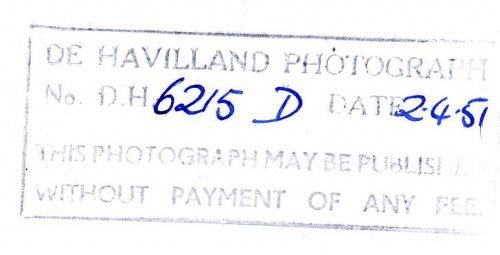 DE HAVILLAND PHOTOGRAPH
No. D.H. 6215 D DATE 2.4.51
THIS PHOTOGRAPH MAY BE PUBLISHED
WITHOUT PAYMENT OF ANY FEE.